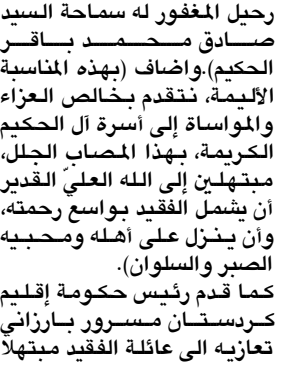 رحيل المغفور له سماحة السيد
صادق محمد باقر
الحكيم).واضاف (بهذه المناسبة
الأليمة، نتقدم بخالص العزاء
والمواساة إلى أسرة آل الحكيم
الكريمة، بهذا المصاب الجلل،
مبتهلين إلى الله العليّ القدير
أن يشمل الفقيد بواسع رحمته،
وأن ينزل على أهله ومحبيه
الصبر والسلوان).
كما قدم رئيس حكومة إقليم
كردستان مسرور بارزاني
تعازيه الى عائلة الفقيد مبتهلا